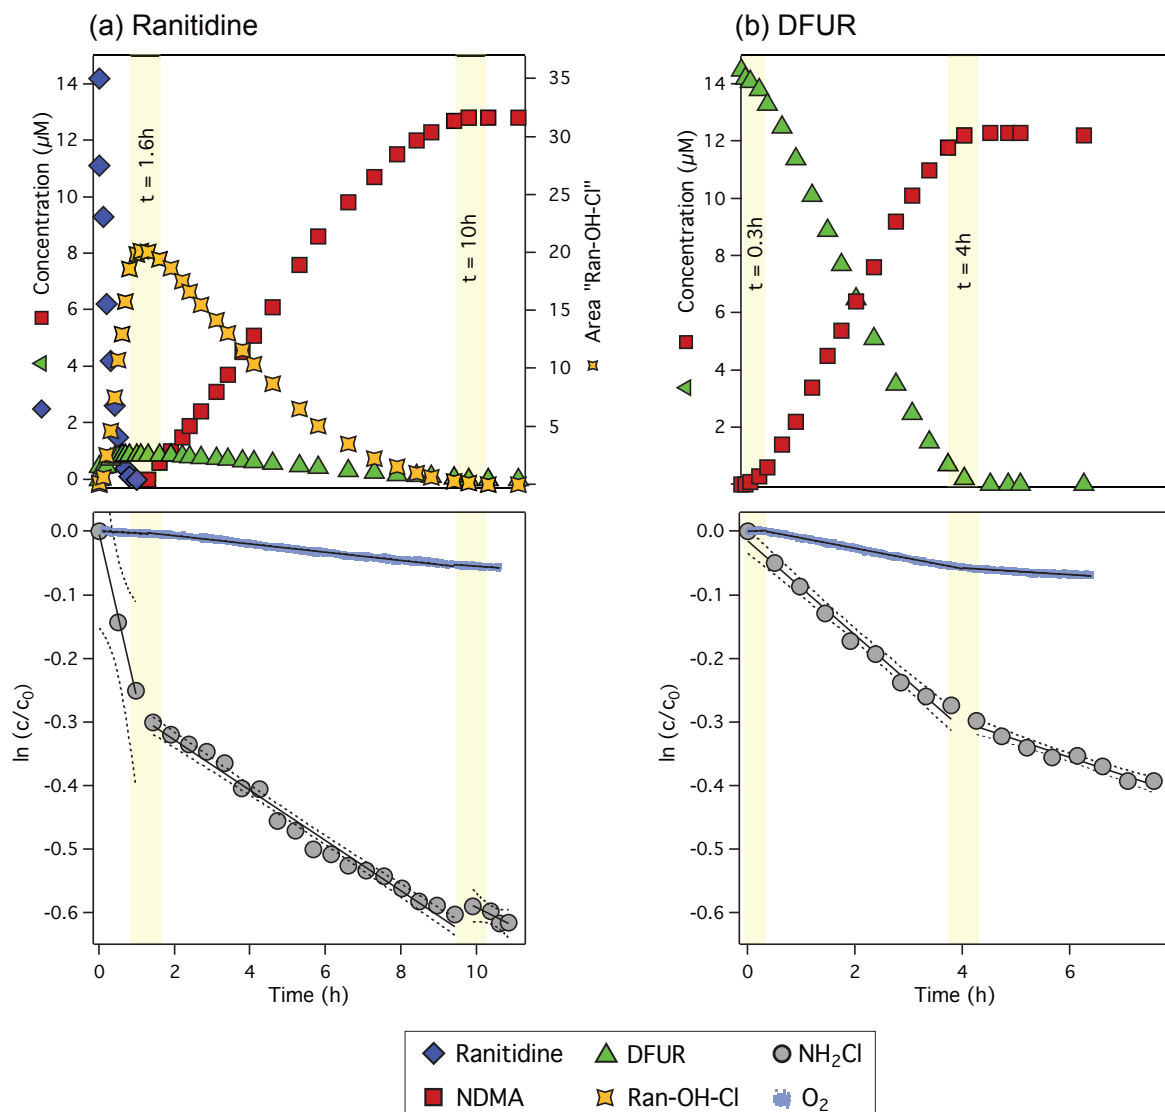 (a) Ranitidine
(b) DFUR
14
12
10
8
6
4
2
0
Concentration (µM)
t = 1.6h
t = 10h
35
30
25
20
15
10
5
Area "Ran-OH-Cl"
14
12
10
8
6
4
2
Concentration (µM)
t = 0.3h
t = 4h
0.0
-0.1
-0.2
-0.3
-0.4
-0.5
-0.6
ln (c/c0)
0 2 4 6 8 10
Time (h)
0.0
-0.1
-0.2
-0.3
-0.4
-0.5
-0.6
ln (c/c0)
0 2 4 6
Time (h)
Ranitidine DFUR NH2Cl
NDMA Ran-OH-Cl O2